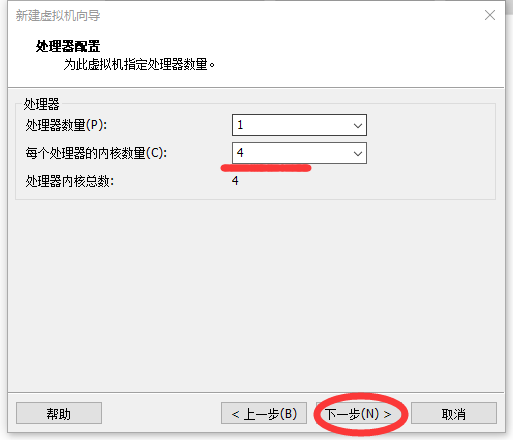 新建虚拟机向导
处理器配置
为此虚拟机指定处理器数量。
处理器
处理器数量(P): 1
每个处理器的内核数量(C): 4
处理器内核总数: 4
帮助 < 上一步(B) 下一步(N) > 取消